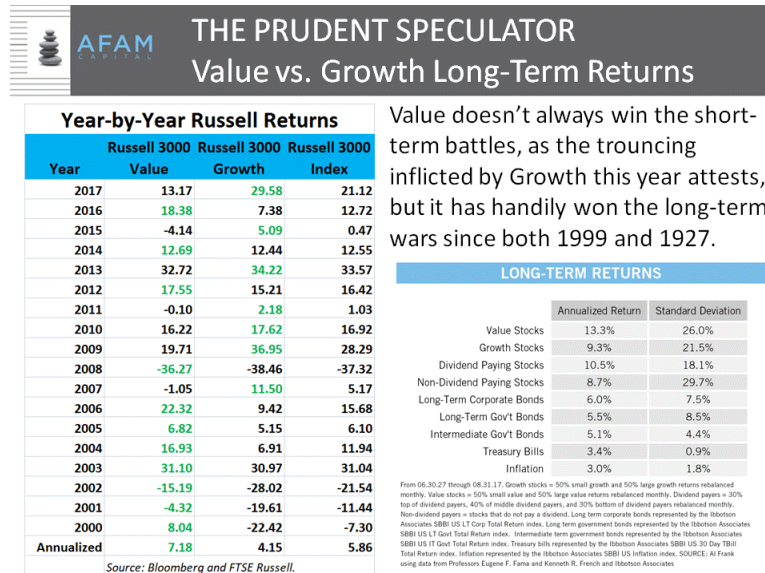 AFAM
CAPITAL
THE PRUDENT SPECULATOR
Value vs. Growth Long-Term Returns
Year-by-Year Russell Returns
Russell 3000 Russell 3000 Russell 3000
Year Value Growth Index
2017 13.17 29.58 21.12
2016 18.38 7.38 12.72
2015 -4.14 5.09 0.47
2014 12.69 12.44 12.55
2013 32.72 34.22 33.57
2012 17.55 15.21 16.42
2011 -0.10 2.18 1.03
2010 16.22 17.62 16.92
2009 19.71 36.95 28.29
2008 -36.27 -38.46 -37.32
2007 -1.05 11.50 5.17
2006 22.32 9.42 15.68
2005 6.82 5.15 6.10
2004 16.93 6.91 11.94
2003 31.10 30.97 31.04
2002 -15.19 -28.02 -21.54
2001 -4.32 -19.61 -11.44
2000 8.04 -22.42 -7.30
Annualized 7.18 4.15 5.86
Source: Bloomberg and FTSE Russell.
Value doesn't always win the short-
term battles, as the trouncing
inflicted by Growth this year attests,
but it has handily won the long-term
wars since both 1999 and 1927.
LONG-TERM RETURNS
Annualized Return Standard Deviation
Value Stocks 13.3% 26.0%
Growth Stocks 9.3% 21.5%
Dividend Paying Stocks 10.5% 18.1%
Non-Dividend Paying Stocks 8.7% 29.7%
Long-Term Corporate Bonds 6.0% 7.5%
Long-Term Gov't Bonds 5.5% 8.5%
Intermediate Gov't Bonds 5.1% 4.4%
Treasury Bills 3.4% 0.9%
Inflation 3.0% 1.8%
From 06.30.27 through 08.31.17. Growth stocks = 50% small growth and 50% large growth returns rebalanced
monthly. Value stocks = 50% small value and 50% large value returns rebalanced monthly. Dividend payers = 30%
top of dividend payers, 40% of middle dividend payers, and 30% bottom of dividend payers rebalanced monthly.
Non-dividend payers = stocks that do not pay a dividend. Long term corporate bonds represented by the Ibbotson
Associates SBBI US LT Corp Total Return index. Long term government bonds represented by the Ibbotson Associates
SBBI US LT Govt Total Return index. Intermediate term government bonds represented by the Ibbotson Associates
SBBI US IT Govt Total Return index. Treasury bills represented by the Ibbotson Associates SBBI US 30 Day TBill
Total Return index. Inflation represented by the Ibbotson Associates SBBI US Inflation index. SOURCE: Al Frank
using data from Professors Eugene F. Fama and Kenneth R. French and Ibbotson Associates